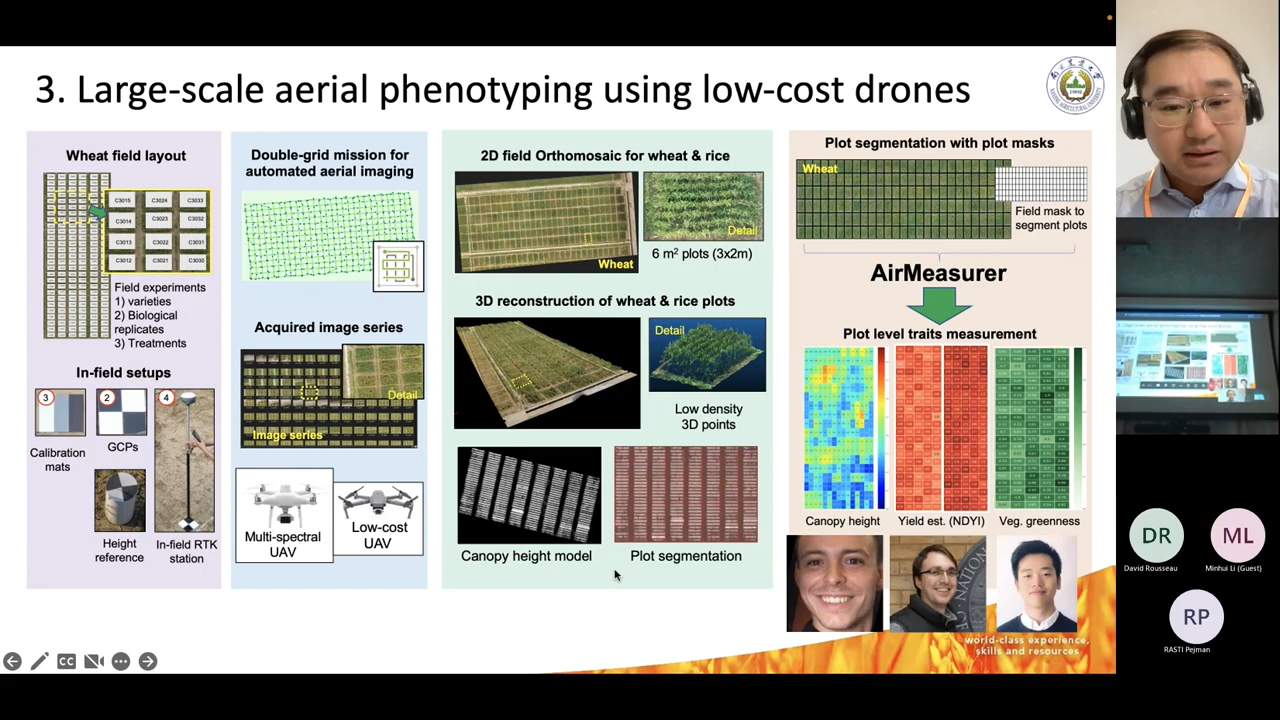 3. Large-scale aerial phenotyping using low-cost drones
Wheat field layout
C3015
C3024
C3033
C3014
C3023
C3032
C3013
C3022
C3031
C3012
C3021
C3030
Field experiments
1) varieties
2) Biological
replicates
3) Treatments
In-field setups
3
2
4
Calibration
mats
GCPs
Height
reference
In-field RTK
station
Double-grid mission for
automated aerial imaging
Acquired image series
Detail
Image series
Multi-spectral
UAV
Low-cost
UAV
2D field Orthomosaic for wheat & rice
Wheat
Detail
6 m² plots (3x2m)
3D reconstruction of wheat & rice plots
Detail
Low density
3D points
Canopy height model
Plot segmentation
Plot segmentation with plot masks
Wheat
Field mask to
segment plots
AirMeasurer
Plot level traits measurement
Canopy height
Yield est. (NDYI)
Veg. greenness
world-class experience,
skills and resources
CC
DR
David Rousseau
ML
Minhui Li (Guest)
RP
RASTI Pejman